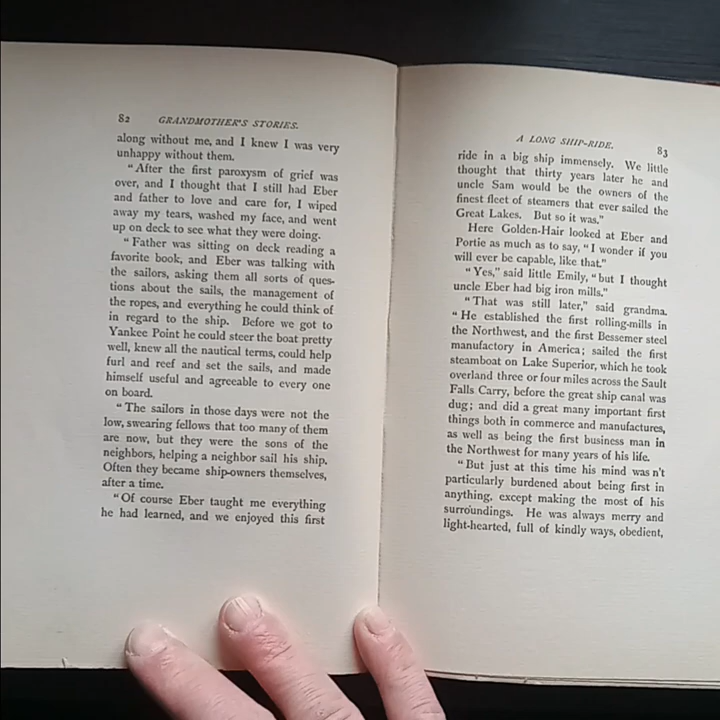 82 GRANDMOTHER'S STORIES.
along without me, and I knew I was very
unhappy without them.
“After the first paroxysm of grief was
over, and I thought that I still had Eber
and father to love and care for, I wiped
away my tears, washed my face, and went
up on deck to see what they were doing.
“Father was sitting on deck reading a
favorite book, and Eber was talking with
the sailors, asking them all sorts of ques-
tions about the sails, the management of
the ropes, and everything he could think of
in regard to the ship. Before we got to
Yankee Point he could steer the boat pretty
well, knew all the nautical terms, could help
furl and reef and set the sails, and made
himself useful and agreeable to every one
on board.
“The sailors in those days were not the
low, swearing fellows that too many of them
are now, but they were the sons of the
neighbors, helping a neighbor sail his ship.
Often they became ship-owners themselves,
after a time.
“Of course Eber taught me everything
he had learned, and we enjoyed this first
A LONG SHIP-RIDE. 83
ride in a big ship immensely. We little
thought that thirty years later he and
uncle Sam would be the owners of the
finest fleet of steamers that ever sailed the
Great Lakes. But so it was.”
Here Golden-Hair looked at Eber and
Portie as much as to say, “I wonder if you
will ever be capable, like that.”
“Yes,” said little Emily, “but I thought
uncle Eber had big iron mills.”
“That was still later,” said grandma.
“He established the first rolling-mills in
the Northwest, and the first Bessemer steel
manufactory in America; sailed the first
steamboat on Lake Superior, which he took
overland three or four miles across the Sault
Falls Carry, before the great ship canal was
dug; and did a great many important first
things both in commerce and manufactures,
as well as being the first business man in
the Northwest for many years of his life.
“But just at this time his mind was n't
particularly burdened about being first in
anything, except making the most of his
surroundings. He was always merry and
light-hearted, full of kindly ways, obedient,